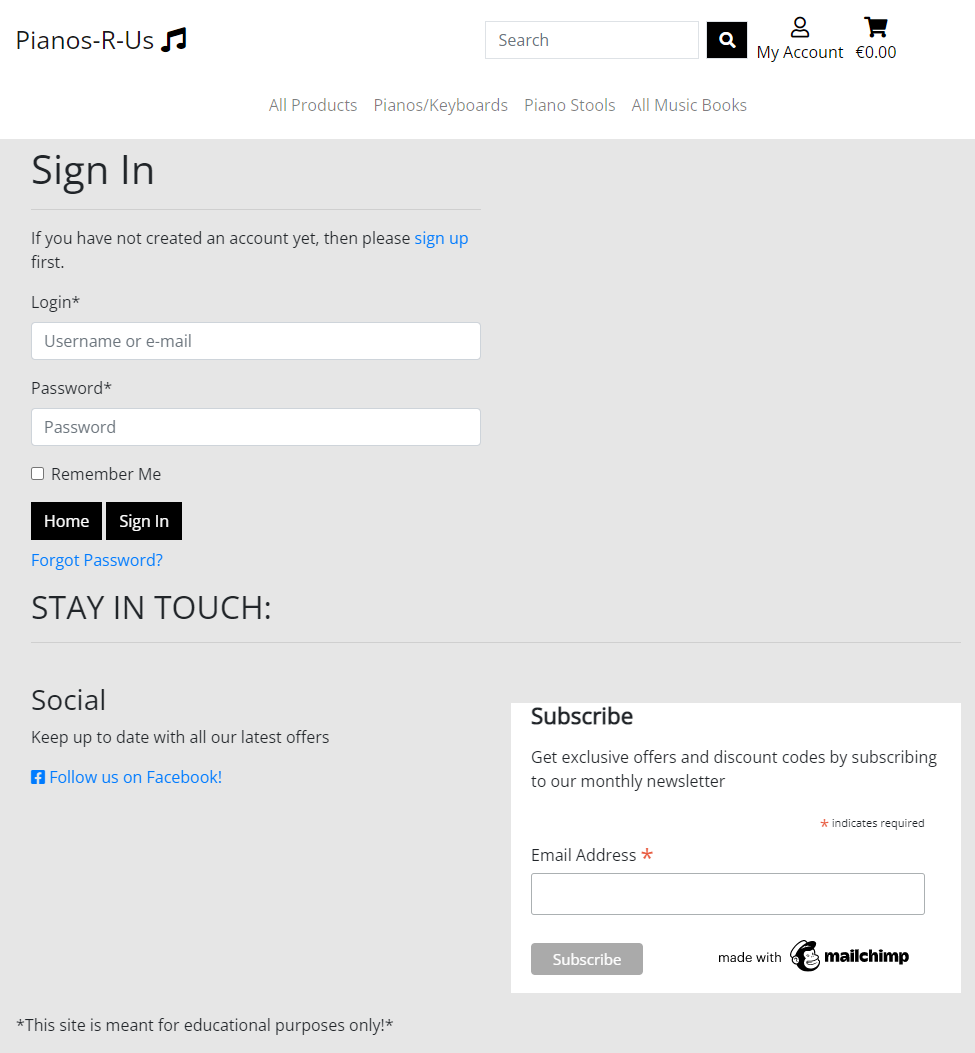 Pianos-R-Us
Search
My Account
€0.00
All Products Pianos/Keyboards Piano Stools All Music Books
Sign In
If you have not created an account yet, then please sign up
first.
Login*
Username or e-mail
Password*
Password
Remember Me
Home Sign In
Forgot Password?
STAY IN TOUCH:
Social
Keep up to date with all our latest offers
Follow us on Facebook!
Subscribe
Get exclusive offers and discount codes by subscribing
to our monthly newsletter
* indicates required
Email Address *
Subscribe
made with mailchimp
*This site is meant for educational purposes only!*